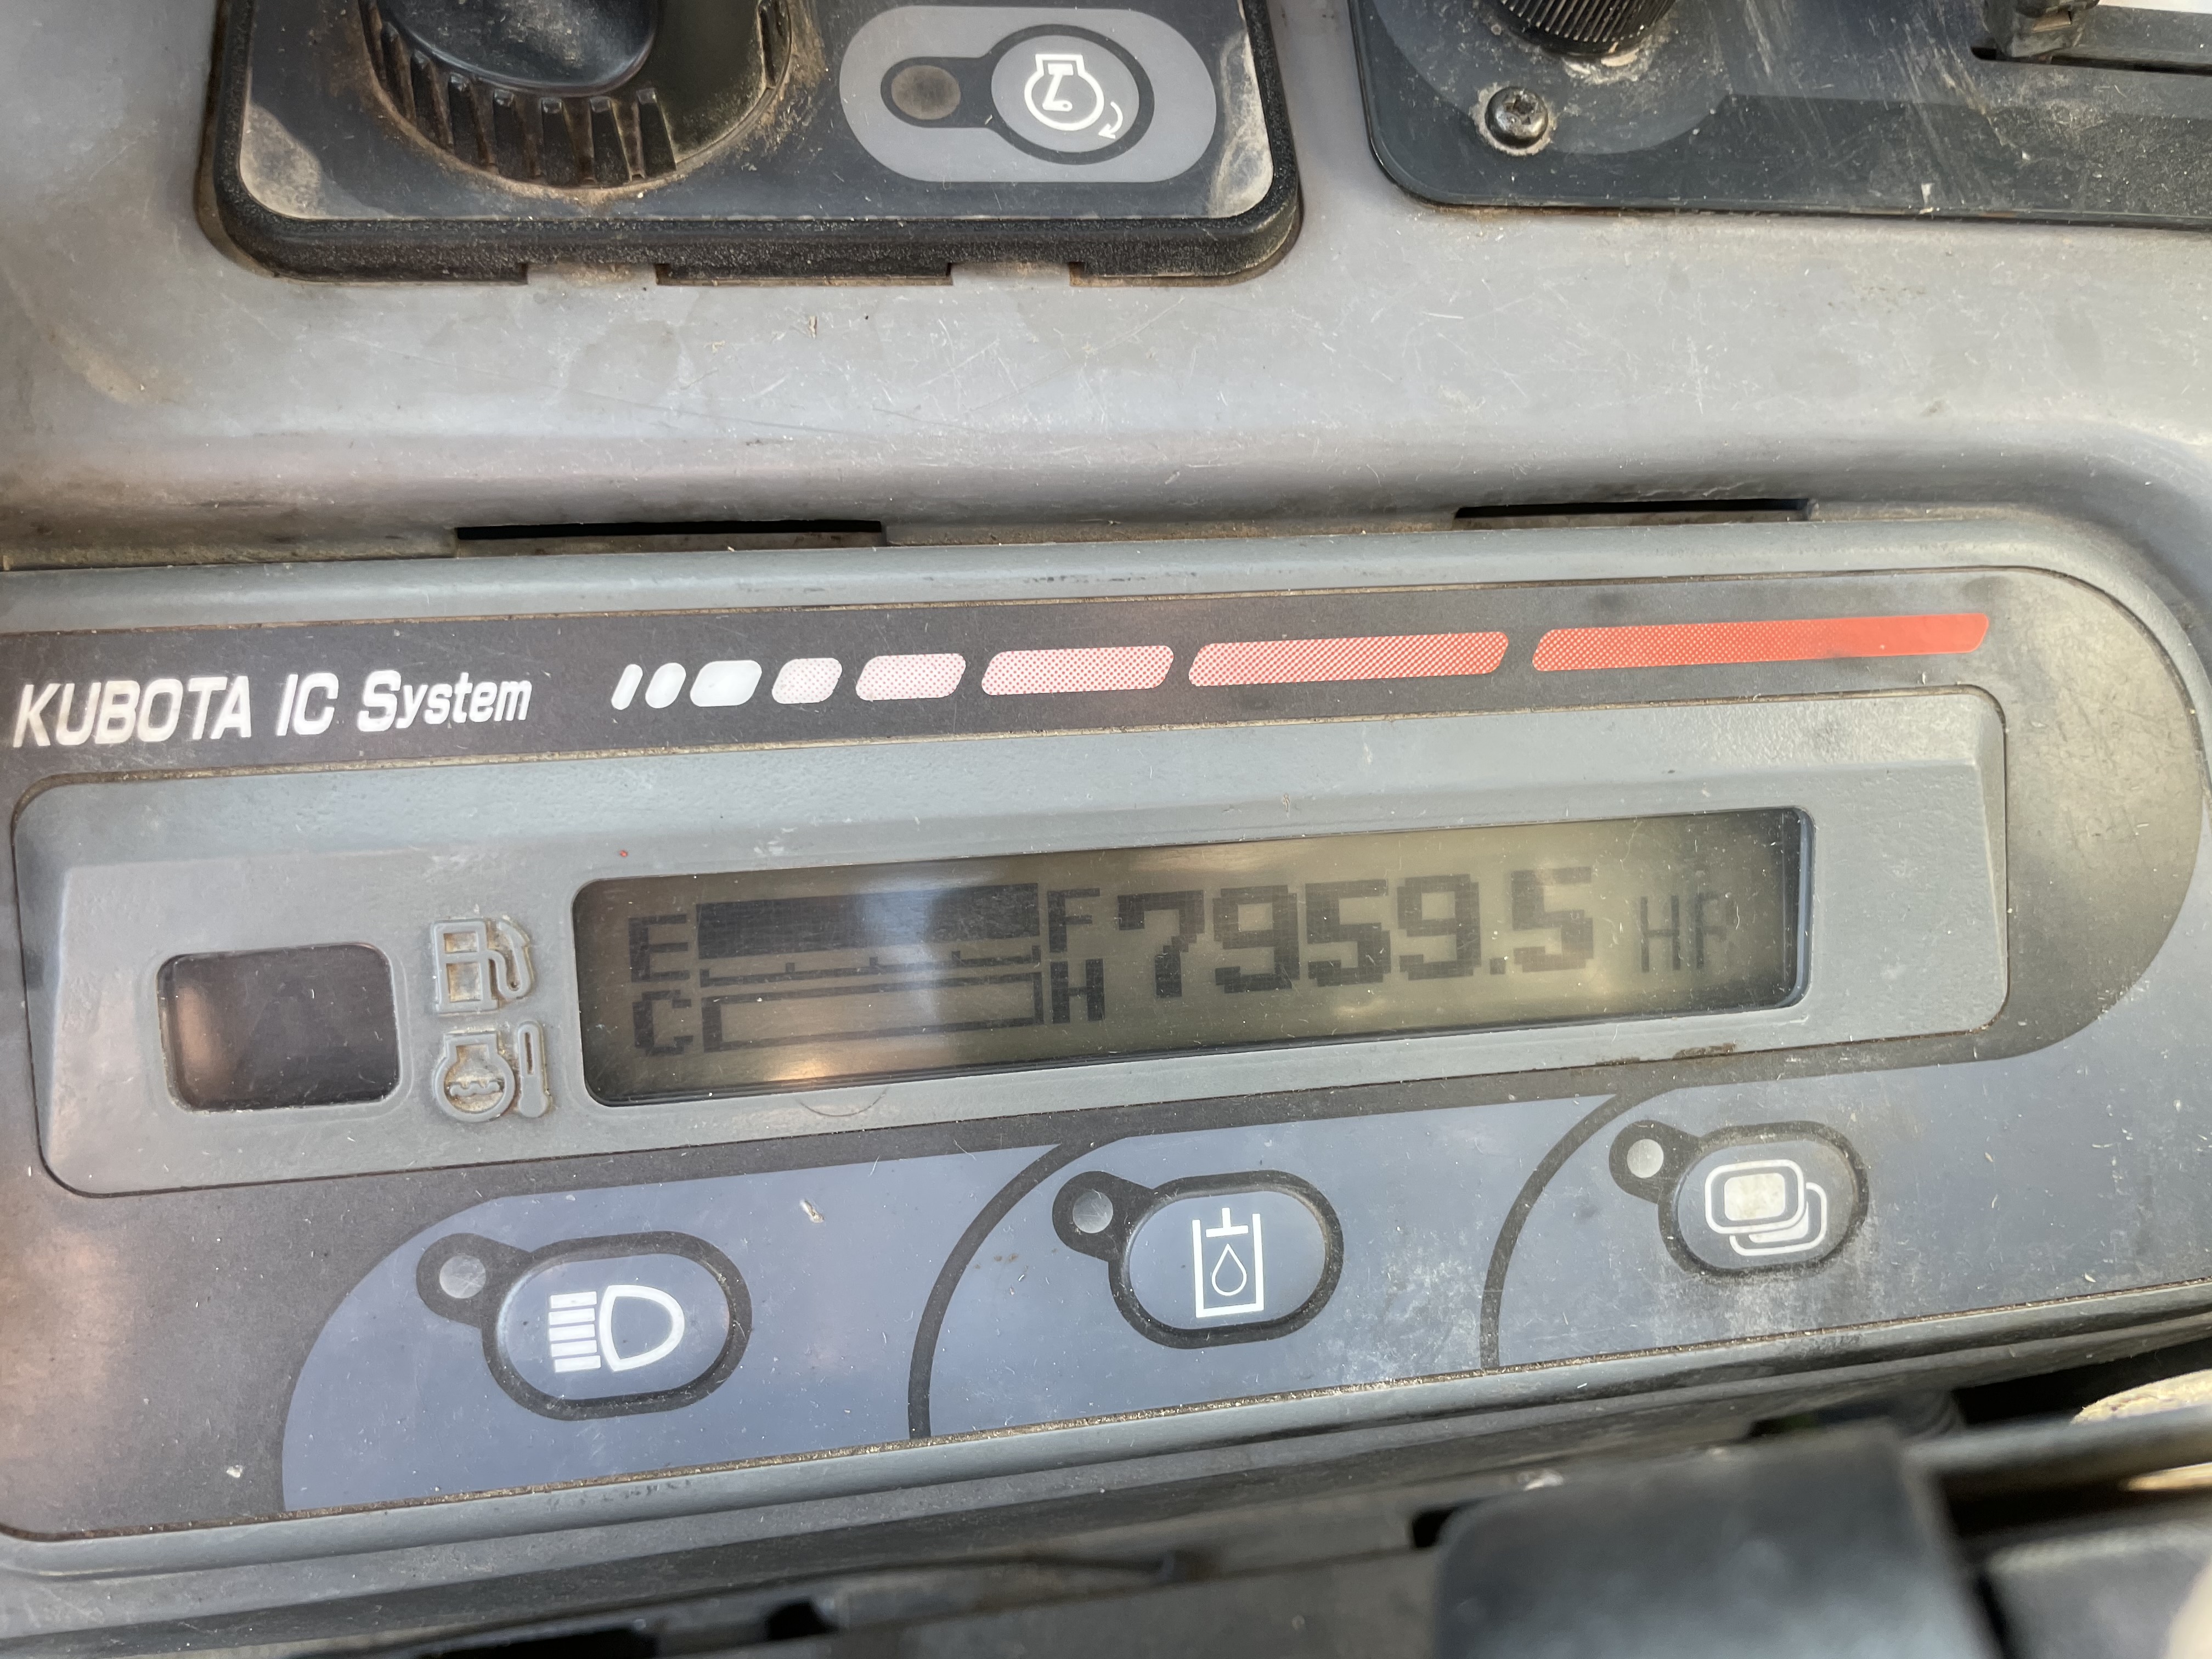 KUBOTA IC System
E F 7959.5 HR
C H